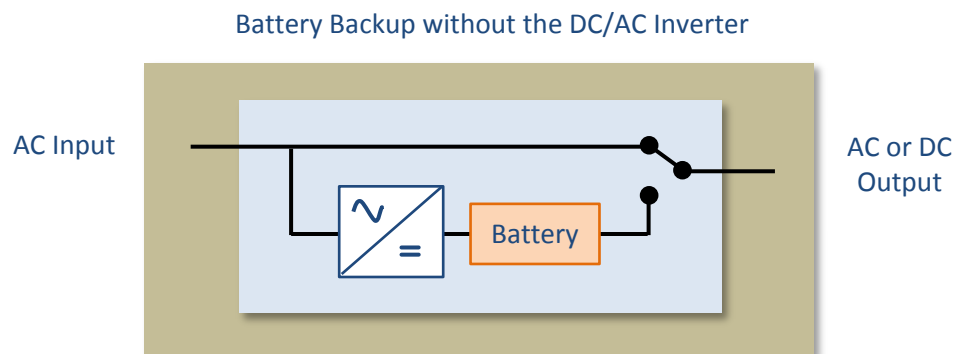 Battery Backup without the DC/AC Inverter
AC Input
AC or DC
Output
Battery